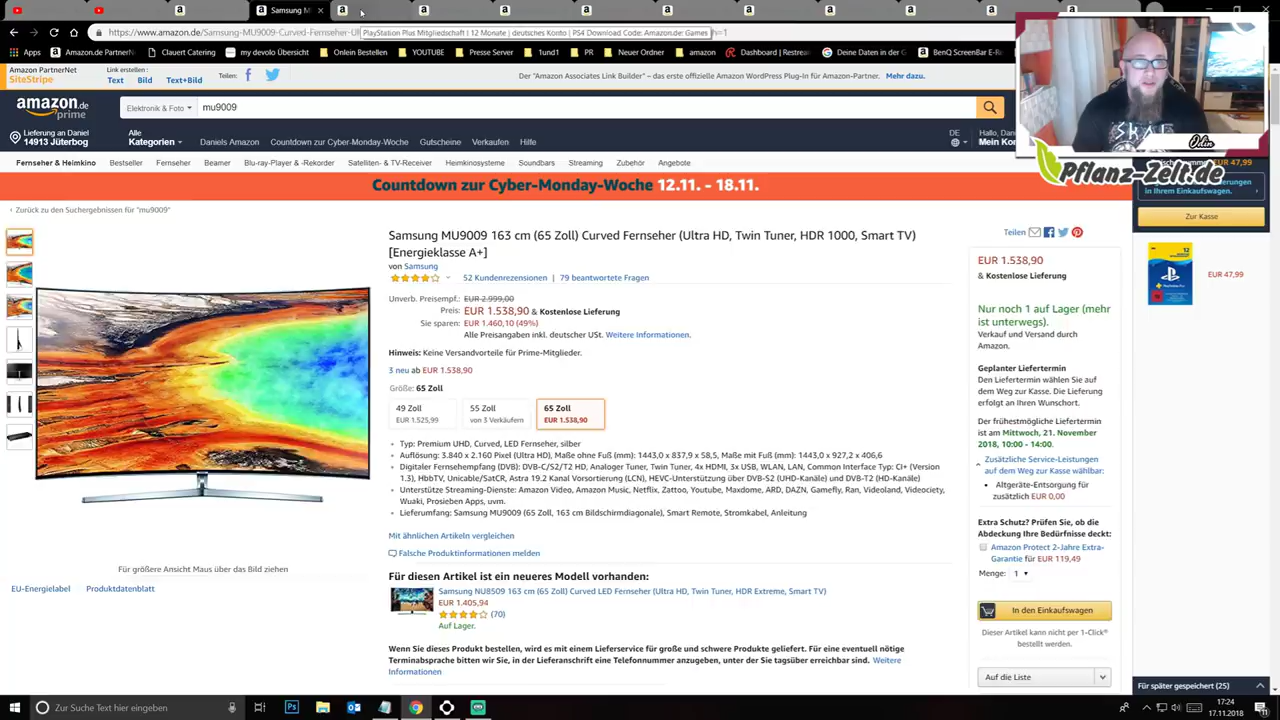 Samsung M
https://www.amazon.de/Samsung-MU9009-Curved-Fernseher-Ul
PlayStation Plus Mitgliedschaft | 12 Monate | deutsches Konto | PS4 Download Code: Amazon.de: Games
h=1
Apps
Amazon.de PartnerNe
Clauert Catering
my devolo Übersicht
Onlein Bestellen
YOUTUBE
Presse Server
1und1
PR
Neuer Ordner
amazon
Dashboard | Restrea
Deine Daten in der G
BenQ ScreenBar E-R
Amazon PartnerNet
SiteStripe
Link erstellen:
Text
Bild
Text+Bild
Teilen:
Der "Amazon Associates Link Builder" – das erste offizielle Amazon WordPress Plug-In für Amazon-Partner. Mehr dazu.
amazon.de
prime
Elektronik & Foto
mu9009
Lieferung an Daniel
14913 Jüterbog
Alle
Kategorien
Daniels Amazon
Countdown zur Cyber-Monday-Woche
Gutscheine
Verkaufen
Hilfe
DE
Hallo, Dani
Mein Kon
Odin
Pflanz-Zelt.de
Fernseher & Heimkino
Bestseller
Fernseher
Beamer
Blu-ray-Player & -Rekorder
Satelliten- & TV-Receiver
Heimkinosysteme
Soundbars
Streaming
Zubehör
Angebote
Countdown zur Cyber-Monday-Woche 12.11. - 18.11.
EUR 47,99
in Ihrem Einkaufswagen.
Zur Kasse
EUR 47,99
‹ Zurück zu den Suchergebnissen für "mu9009"
Samsung MU9009 163 cm (65 Zoll) Curved Fernseher (Ultra HD, Twin Tuner, HDR 1000, Smart TV)
[Energieklasse A+]
von Samsung
52 Kundenrezensionen | 79 beantwortete Fragen
Unverb. Preisempf.: EUR 2.999,00
Preis: EUR 1.538,90 & Kostenlose Lieferung
Sie sparen: EUR 1.460,10 (49%)
Alle Preisangaben inkl. deutscher USt. Weitere Informationen.
Hinweis: Keine Versandvorteile für Prime-Mitglieder.
3 neu ab EUR 1.538,90
Größe: 65 Zoll
49 Zoll
EUR 1.525,99
55 Zoll
von 3 Verkäufern
65 Zoll
EUR 1.538,90
Typ: Premium UHD, Curved, LED Fernseher, silber
Auflösung: 3.840 x 2.160 Pixel (Ultra HD), Maße ohne Fuß (mm): 1443,0 x 837,9 x 58,5, Maße mit Fuß (mm): 1443,0 x 927,2 x 406,6
Digitaler Fernsehempfang (DVB): DVB-C/S2/T2 HD, Analoger Tuner, Twin Tuner, 4x HDMI, 3x USB, WLAN, LAN, Common Interface Typ: CI+ (Version
1.3), HbbTV, Unicable/SatCR, Astra 19.2 Kanal Vorsortierung (LCN), HEVC-Unterstützung über DVB-S2 (UHD-Kanäle) und DVB-T2 (HD-Kanäle)
Unterstütze Streaming-Dienste: Amazon Video, Amazon Music, Netflix, Zattoo, Youtube, Maxdome, ARD, DAZN, Gamefly, Ran, Videoland, Videociety,
Wuaki, Prosieben Apps, uvm.
Lieferumfang: Samsung MU9009 (65 Zoll, 163 cm Bildschirmdiagonale), Smart Remote, Stromkabel, Anleitung
Mit ähnlichen Artikeln vergleichen
Falsche Produktinformationen melden
Für diesen Artikel ist ein neueres Modell vorhanden:
Samsung NU8509 163 cm (65 Zoll) Curved LED Fernseher (Ultra HD, Twin Tuner, HDR Extreme, Smart TV)
EUR 1.405,94
(70)
Auf Lager.
Wenn Sie dieses Produkt bestellen, wird es mit einem Lieferservice für große und schwere Produkte geliefert. Für eine eventuell nötige
Terminabsprache bitten wir Sie, in der Lieferanschrift eine Telefonnummer anzugeben, unter der Sie tagsüber erreichbar sind. Weitere
Informationen
Für größere Ansicht Maus über das Bild ziehen
EU-Energielabel
Produktdatenblatt
Teilen
EUR 1.538,90
& Kostenlose Lieferung
Nur noch 1 auf Lager (mehr
ist unterwegs).
Verkauf und Versand durch
Amazon.
Geplanter Liefertermin
Den Liefertermin wählen Sie auf
dem Weg zur Kasse. Die Lieferung
erfolgt an Ihren Wunschort.
Der frühestmögliche Liefertermin
ist am Mittwoch, 21. November
2018, 10:00 - 14:00.
Zusätzliche Service-Leistungen
auf dem Weg zur Kasse wählbar:
Altgeräte-Entsorgung für
zusätzlich EUR 0,00
Extra Schutz? Prüfen Sie, ob die
Abdeckung Ihre Bedürfnisse deckt:
Amazon Protect 2-Jahre Extra-
Garantie für EUR 119,49
Menge: 1
In den Einkaufswagen
Dieser Artikel kann nicht per 1-Click®
bestellt werden.
Auf die Liste
Für später gespeichert (25)
Zur Suche Text hier eingeben
17:24
17.11.2018